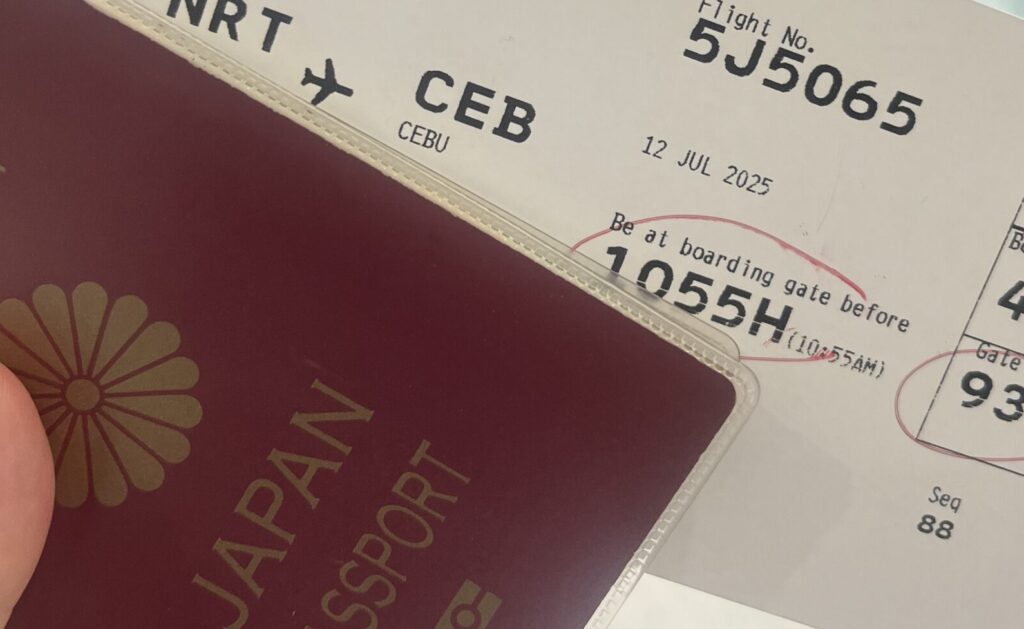 NRT
CEB
CEBU
Flight No.
5J5065
12 JUL 2025
Be at boarding gate before
1055H (10:55AM)
Gate
93
Seq
88
JAPAN